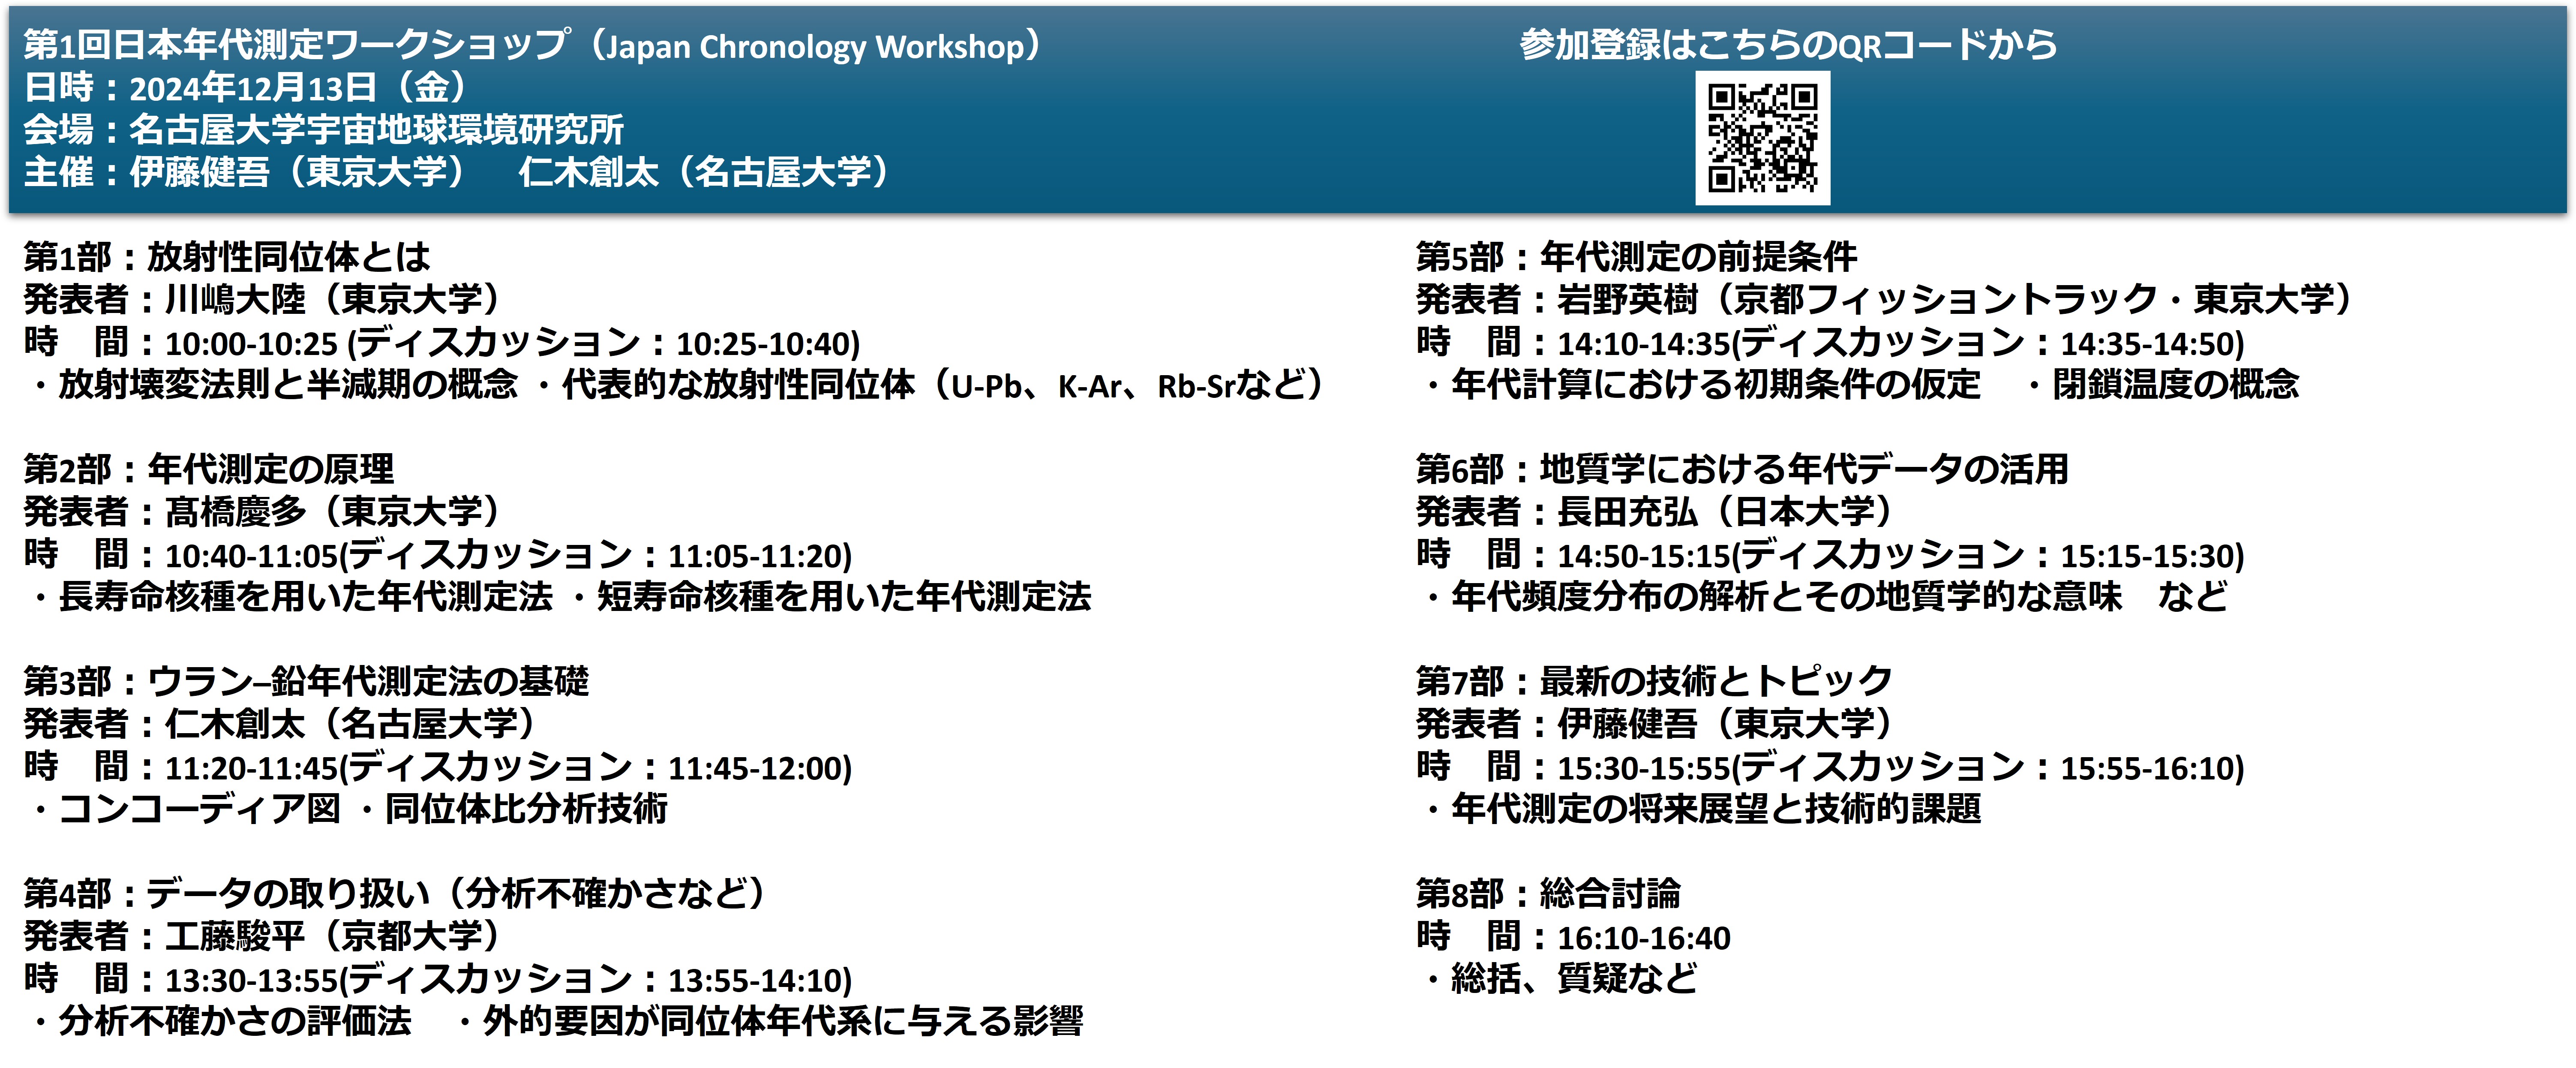 第1回日本年代測定ワークショップ（Japan Chronology Workshop）
日時：2024年12月13日（金）
会場：名古屋大学宇宙地球環境研究所
主催：伊藤健吾（東京大学）　仁木創太（名古屋大学）
参加登録はこちらのQRコードから
第1部：放射性同位体とは
発表者：川嶋大陸（東京大学）
時　間：10:00-10:25 (ディスカッション：10:25-10:40)
・放射壊変法則と半減期の概念 ・代表的な放射性同位体（U-Pb、K-Ar、Rb-Srなど）
第2部：年代測定の原理
発表者：髙橋慶多（東京大学）
時　間：10:40-11:05(ディスカッション：11:05-11:20)
・長寿命核種を用いた年代測定法 ・短寿命核種を用いた年代測定法
第3部：ウラン–鉛年代測定法の基礎
発表者：仁木創太（名古屋大学）
時　間：11:20-11:45(ディスカッション：11:45-12:00)
・コンコーディア図 ・同位体比分析技術
第4部：データの取り扱い（分析不確かさなど）
発表者：工藤駿平（京都大学）
時　間：13:30-13:55(ディスカッション：13:55-14:10)
・分析不確かさの評価法　・外的要因が同位体年代系に与える影響
第5部：年代測定の前提条件
発表者：岩野英樹（京都フィッショントラック・東京大学）
時　間：14:10-14:35(ディスカッション：14:35-14:50)
・年代計算における初期条件の仮定　・閉鎖温度の概念
第6部：地質学における年代データの活用
発表者：長田充弘（日本大学）
時　間：14:50-15:15(ディスカッション：15:15-15:30)
・年代頻度分布の解析とその地質学的な意味　など
第7部：最新の技術とトピック
発表者：伊藤健吾（東京大学）
時　間：15:30-15:55(ディスカッション：15:55-16:10)
・年代測定の将来展望と技術的課題
第8部：総合討論
時　間：16:10-16:40
・総括、質疑など